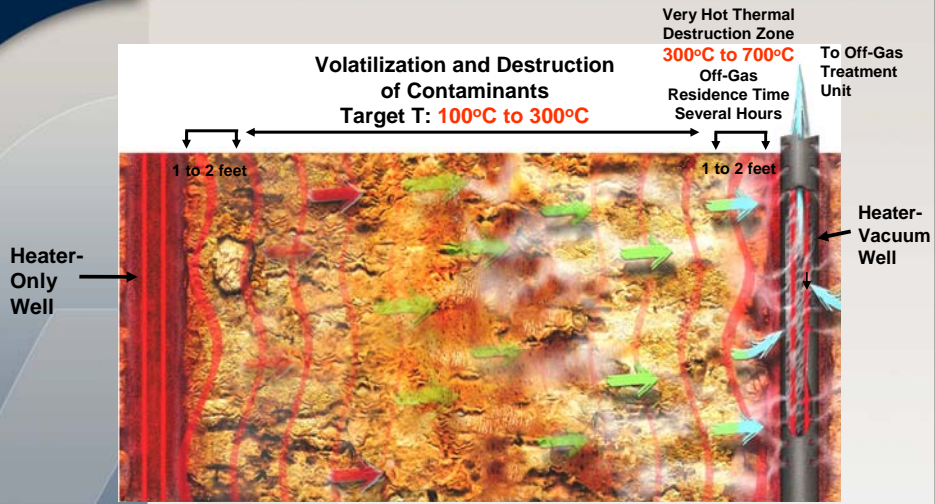 Very Hot Thermal
Destruction Zone
300°C to 700°C
Off-Gas
Residence Time
Several Hours
To Off-Gas
Treatment
Unit
Volatilization and Destruction
of Contaminants
Target T: 100°C to 300°C
1 to 2 feet
1 to 2 feet
Heater-
Only
Well
Heater-
Vacuum
Well